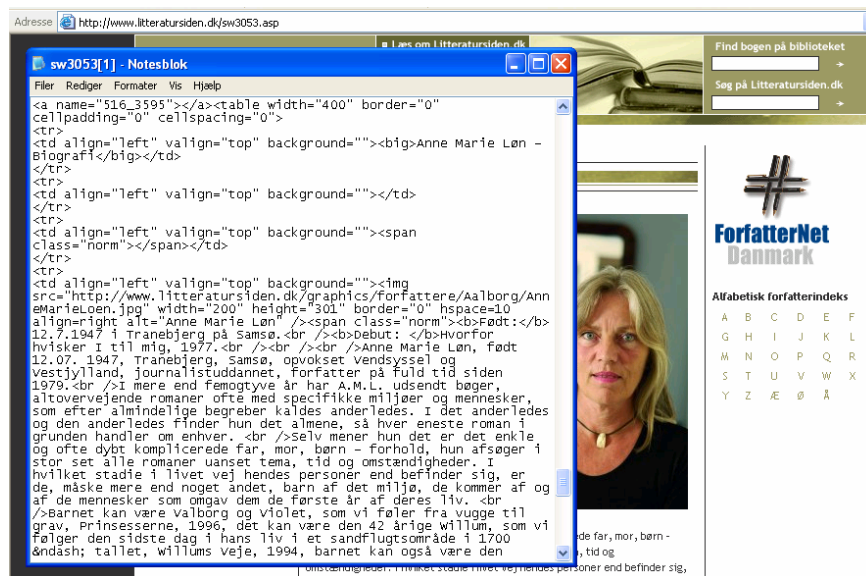 Adresse http://www.litteratursiden.dk/sw3053.asp
Læs om Litteratursiden.dk
Find bogen på biblioteket
Søg på Litteratursiden.dk
sw3053[1] - Notesblok
Filer Rediger Formater Vis Hjælp
<a name="516_3595"></a><table width="400" border="0"
cellpadding="0" cellspacing="0">
<tr>
<td align="left" valign="top" background=""><big>Anne Marie Løn –
Biografi</big></td>
</tr>
<tr>
<td align="left" valign="top" background=""></td>
</tr>
<tr>
<td align="left" valign="top" background=""><span
class="norm"></span></td>
</tr>
<tr>
<td align="left" valign="top" background=""><img
src="http://www.litteratursiden.dk/graphics/forfattere/Aalborg/Ann
eMarieLoen.jpg" width="200" height="301" border="0" hspace=10
align=right alt="Anne Marie Løn" /><span class="norm"><b>Født:</b>
12.7.1947 i Tranebjerg på Samsø.<br /><b>Debut: </b>Hvorfor
hvisker I til mig, 1977.<br /><br /><br />Anne Marie Løn, født
12.07. 1947, Tranebjerg, Samsø, opvokset Vendsyssel og
Vestjylland, journalistuddannet, forfatter på fuld tid siden
1979.<br />I mere end femogtyve år har A.M.L. udsendt bøger,
altovervejende romaner ofte med specifikke miljøer og mennesker,
som efter almindelige begreber kaldes anderledes. I det anderledes
og den anderledes finder hun det almene, så hver eneste roman i
grunden handler om enhver. <br />Selv mener hun det er det enkle
og ofte dybt komplicerede far, mor, børn – forhold, hun afsøger i
stor set alle romaner uanset tema, tid og omstændigheder. I
hvilket stadie i livet vej hendes personer end befinder sig, er
de, måske mere end noget andet, barn af det miljø, de kommer af og
af de mennesker som omgav dem de første år af deres liv. <br
/>Barnet kan være Valborg og Violet, som vi føler fra vugge til
grav, Prinsesserne, 1996, det kan være den 42 årige Willum, som vi
følger den sidste dag i hans liv i et sandflugtsområde i 1700
&ndash; tallet, Willums Veje, 1994, barnet kan også være den
ForfatterNet
Danmark
Alfabetisk forfatterindeks
A B C D E F
G H I J K L
M N O P Q R
S T U V W X
Y Z Æ Ø Å
ede far, mor, børn -
, tid og
omstændigheder. I hvilket stadie i livet vej hendes personer end befinder sig,